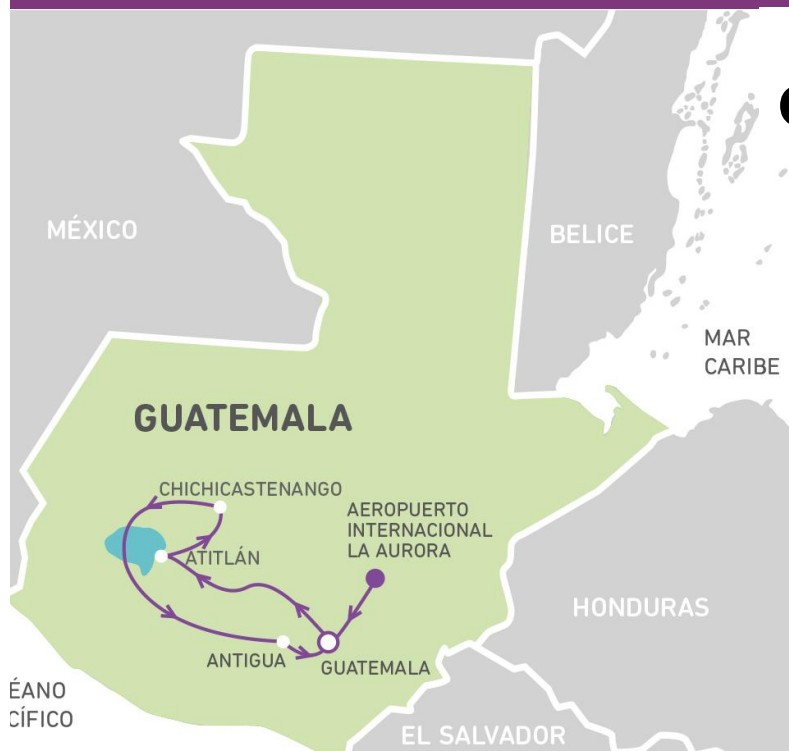 MÉXICO
BELICE
MAR
CARIBE
GUATEMALA
CHICHICASTENANGO
AEROPUERTO
INTERNACIONAL
LA AURORA
ATITLÁN
HONDURAS
ANTIGUA
GUATEMALA
ÉANO
CÍFICO
EL SALVADOR